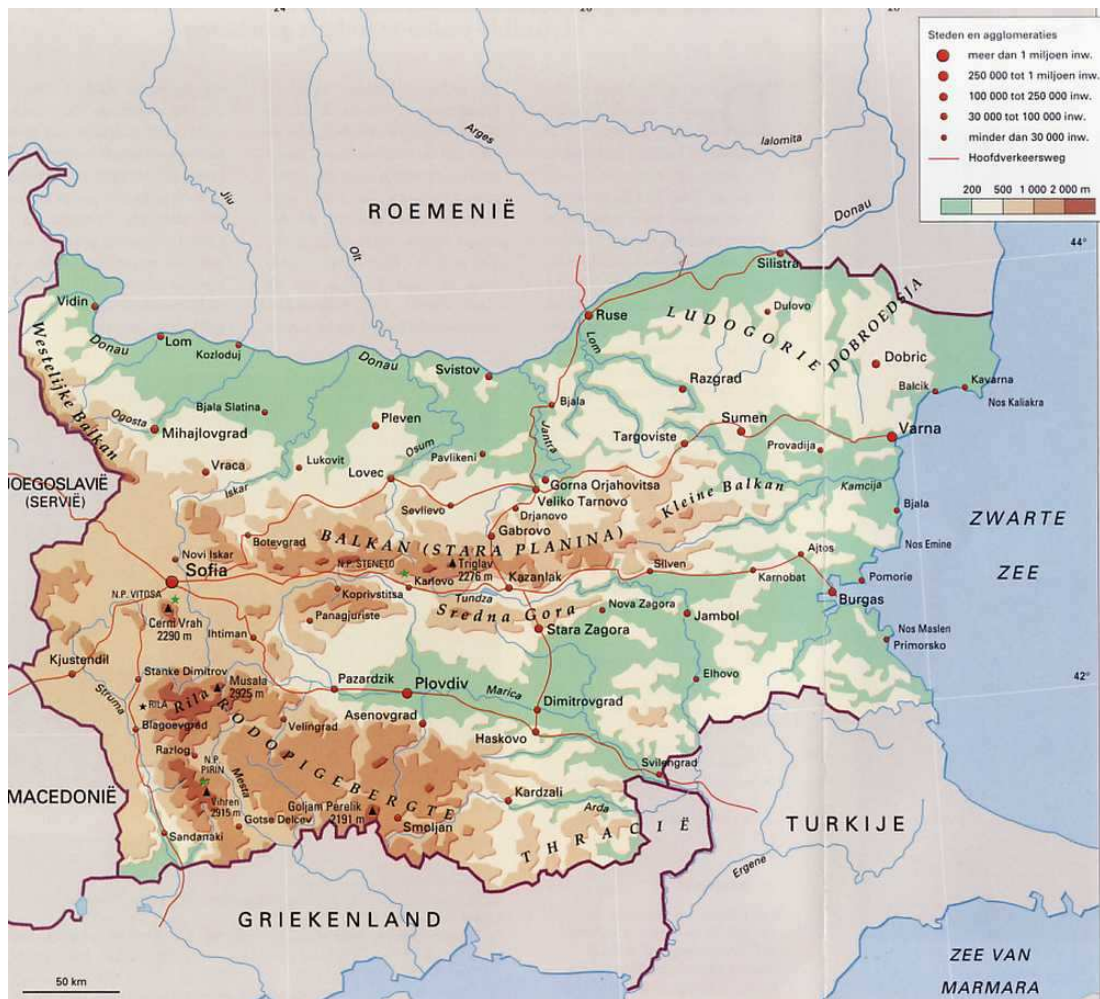 24
Steden en agglomeraties
meer dan 1 miljoen inw.
250 000 tot 1 miljoen inw.
100 000 tot 250 000 inw.
30 000 tot 100 000 inw.
minder dan 30 000 inw.
Hoofdverkeersweg
200 500 1 000 2 000 m
Arges
Ialomita
Jiu
ROEMENIË
Olt
Donau
44°
Silistra
Vidin
Ruse
Dulovo
LUDOGORIE
DOBROEDSJA
Donau
Lom
Kozloduj
Donau
Lom
Westelijke Balkan
Svistov
Dobric
Razgrad
Balcik
Kavarna
Nos Kaliakra
Ogosta
Bjala Slatina
Bjala
Mihajlovgrad
Pleven
Sumen
Varna
Osum
Jantra
Targoviste
Provadija
Pavlikeni
Vraca
Lukovit
Lovec
Iskar
Gorna Orjahovitsa
Kamcija
JOEGOSLAVIË
(SERVIË)
Veliko Tarnovo
Kleine Balkan
Bjala
Sevlievo
Drjanovo
ZWARTE
ZEE
Botevgrad
Gabrovo
BALKAN (STARA PLANINA)
Nos Emine
Novi Iskar
Ajtos
Sofia
N.P. STENETO
Triglav
2276 m
Sliven
Karnobat
Pomorie
Karlovo
Kazanlak
N.P. VITOSA
Koprivstitsa
Tundza
Burgas
Cerni Vrah
2290 m
Panagjuriste
Sredna Gora
Nova Zagora
Jambol
Ihtiman
Stara Zagora
Nos Maslen
Primorsko
Kjustendil
Stanke Dimitrov
Musala
2925 m
Pazardzik
Plovdiv
Marica
Elhovo
42°
Struma
RILA
Rila
Dimitrovgrad
Blagoevgrad
Velingrad
Asenovgrad
Haskovo
RODOPIGEBERGTE
Razlog
N.P.
PIRIN
Mesta
Svilengrad
MACEDONIË
Vihren
2915 m
Goljam Perelik
2191 m
Kardzali
Arda
Gotse Delcev
Smoljan
TURKIJE
Sandanski
THRACIË
Ergene
GRIEKENLAND
ZEE VAN
MARMARA
50 km